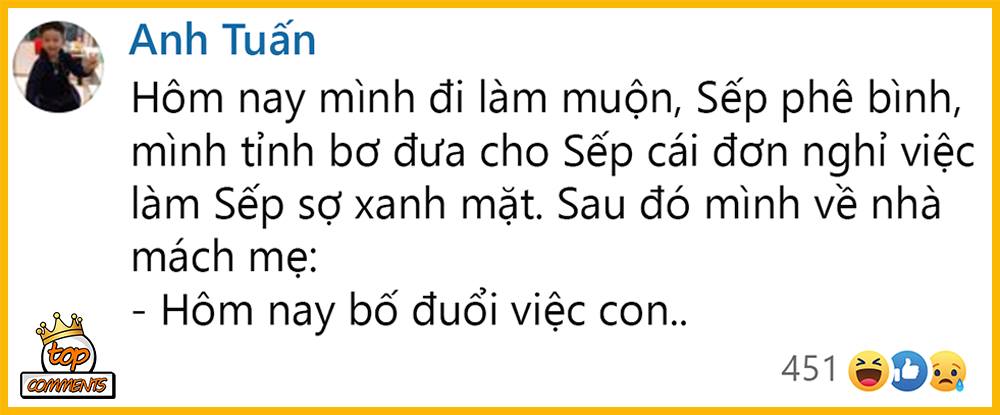 Anh Tuấn
Hôm nay mình đi làm muộn, Sếp phê bình,
mình tỉnh bơ đưa cho Sếp cái đơn nghỉ việc
làm Sếp sợ xanh mặt. Sau đó mình về nhà
mách mẹ:
- Hôm nay bố đuổi việc con..
top
COMMENTS
451